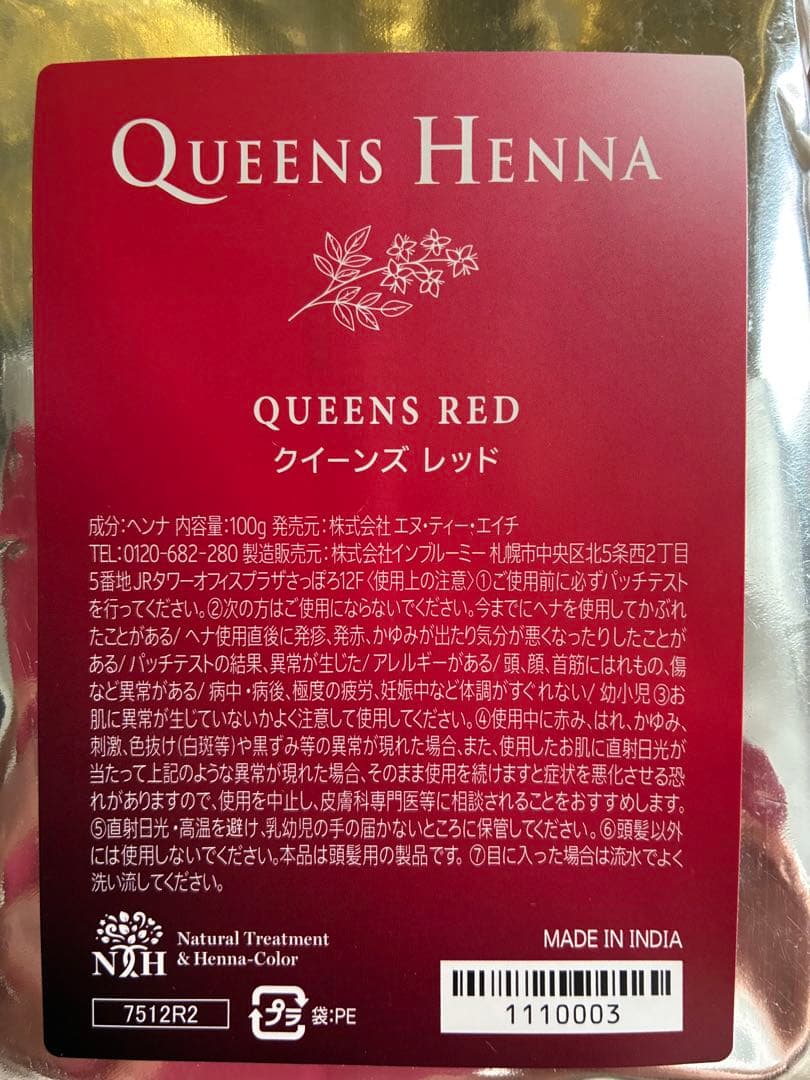 QUEENS HENNA
QUEENS RED
クイーンズ レッド
成分:ヘンナ 内容量:100g 発売元:株式会社 エヌ・ティー・エイチ
TEL:0120-682-280 製造販売元:株式会社インブルーミー 札幌市中央区北5条西2丁目
5番地JRタワーオフィスプラザさっぽろ12F〈使用上の注意〉①ご使用前に必ずパッチテスト
を行ってください。②次の方はご使用にならないでください。今までにヘナを使用してかぶれ
たことがある/ヘナ使用直後に発疹、発赤、かゆみが出たり気分が悪くなったりしたことが
ある/パッチテストの結果、異常が生じた/アレルギーがある/頭、顔、首筋にはれもの、傷
など異常がある/病中・病後、極度の疲労、妊娠中など体調がすぐれない/幼小児③お
肌に異常が生じていないかよく注意して使用してください。④使用中に赤み、はれ、かゆみ、
刺激、色抜け(白斑等)や黒ずみ等の異常が現れた場合、また、使用したお肌に直射日光が
当たって上記のような異常が現れた場合、そのまま使用を続けますと症状を悪化させる恐
れがありますので、使用を中止し、皮膚科専門医等に相談されることをおすすめします。
⑤直射日光・高温を避け、乳幼児の手の届かないところに保管してください。⑥頭髪以外
には使用しないでください。本品は頭髪用の製品です。⑦目に入った場合は流水でよく
洗い流してください。
NTH
Natural Treatment
& Henna-Color
MADE IN INDIA
7512R2
プラ 袋:PE
1110003